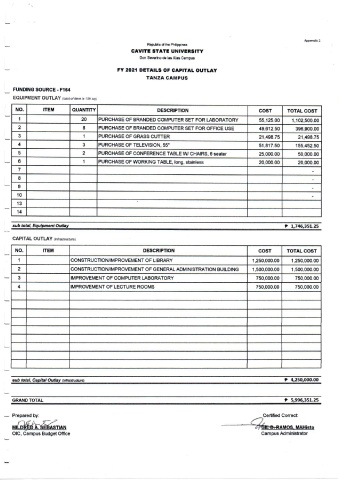 Appendix 2
Republic of the Philippines
CAVITE STATE UNIVERSITY
Don Severino de las Alas Campus
FY 2021 DETAILS OF CAPITAL OUTLAY
TANZA CAMPUS
FUNDING SOURCE - F164
EQUIPMENT OUTLAY
NO. ITEM QUANTITY DESCRIPTION COST TOTAL COST
1 20 PURCHASE OF BRANDED COMPUTER SET FOR LABORATORY 55,125.00 1,102,500.00
2 8 PURCHASE OF BRANDED COMPUTER SET FOR OFFICE USE 49,612.50 396,900.00
3 1 PURCHASE OF GRASS CUTTER 21,498.75 21,498.75
4 3 PURCHASE OF TELEVISION, 55" 51,817.50 155,452.50
5 2 PURCHASE OF CONFERENCE TABLE W/ CHAIRS, 8 seater 25,000.00 50,000.00
6 1 PURCHASE OF WORKING TABLE, long, stainless 20,000.00 20,000.00
7 -
8 -
9 -
10 -
13
14
sub total, Equipment Outlay ₱ 1,746,351.25
CAPITAL OUTLAY (Infrastructure)
NO. ITEM DESCRIPTION COST TOTAL COST
1 CONSTRUCTION/IMPROVEMENT OF LIBRARY 1,250,000.00 1,250,000.00
2 CONSTRUCTION/IMPROVEMENT OF GENERAL ADMINISTRATION BUILDING 1,500,000.00 1,500,000.00
3 IMPROVEMENT OF COMPUTER LABORATORY 750,000.00 750,000.00
4 IMPROVEMENT OF LECTURE ROOMS 750,000.00 750,000.00
sub total, Capital Outlay (Infrastructure) ₱ 4,250,000.00
GRAND TOTAL ₱ 5,996,351.25
Prepared by: Certified Correct:
MILDRED A. SEBASTIAN RAMOS, MAHist
OIC, Campus Budget Office Campus Administrator